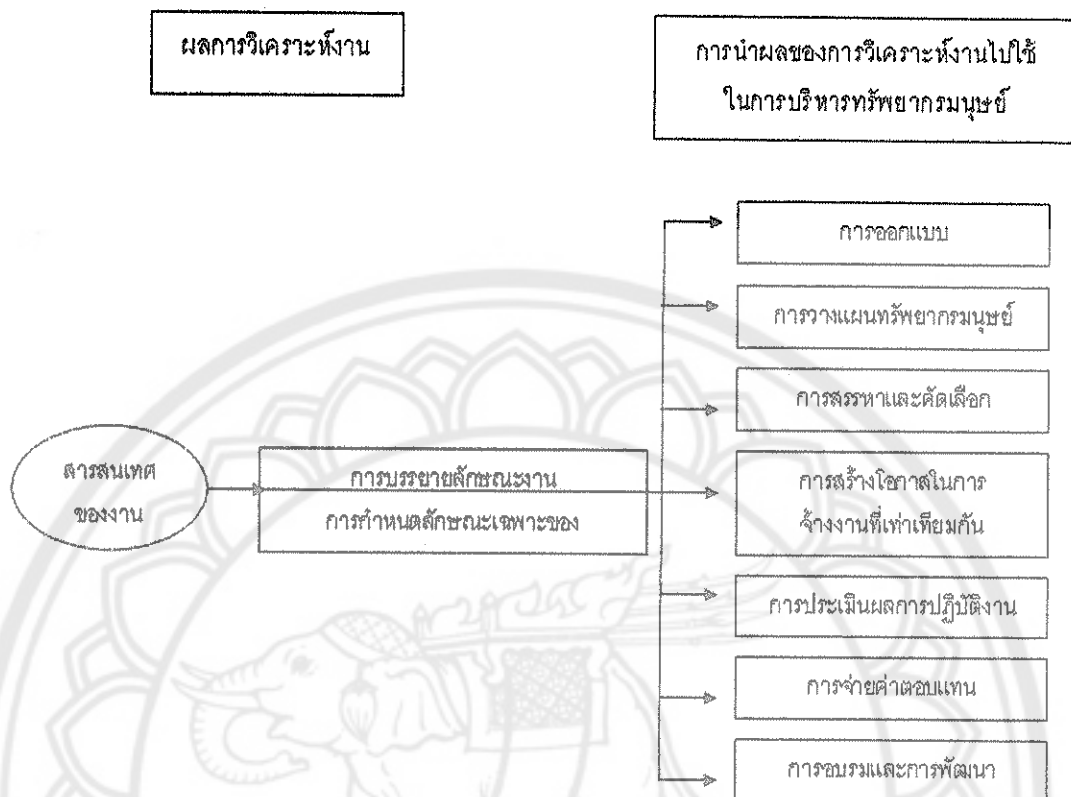 ผลการวิเคราะห์งาน
การนำผลของการวิเคราะห์งานไปใช้
ในการบริหารทรัพยากรมนุษย์
การออกแบบ
การวางแผนทรัพยากรมนุษย์
การสรรหาและคัดเลือก
สารสนเทศ
ของงาน
การบรรยายลักษณะงาน
การกำหนดลักษณะเฉพาะของ
การสร้างโอกาสในการ
จ้างงานที่เท่าเทียมกัน
การประเมินผลการปฏิบัติงาน
การจ่ายค่าตอบแทน
การอบรมและการพัฒนา